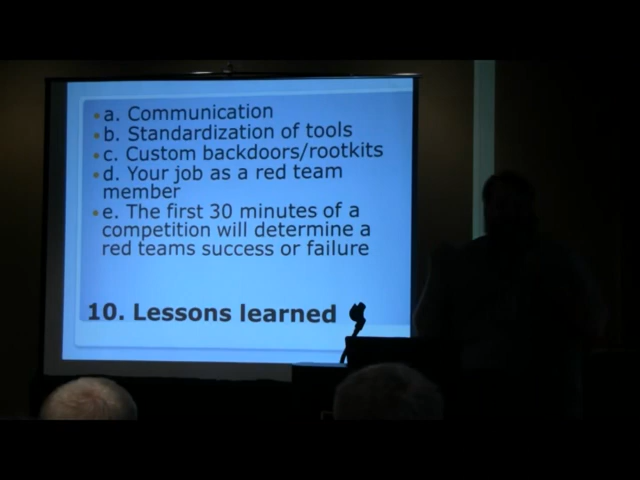 a. Communication
b. Standardization of tools
c. Custom backdoors/rootkits
d. Your job as a red team
member
e. The first 30 minutes of a
competition will determine a
red teams success or failure
10. Lessons learned